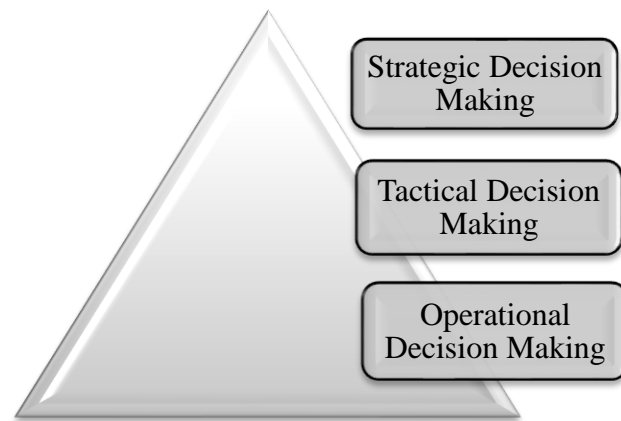 Strategic Decision
Making
Tactical Decision
Making
Operational
Decision Making